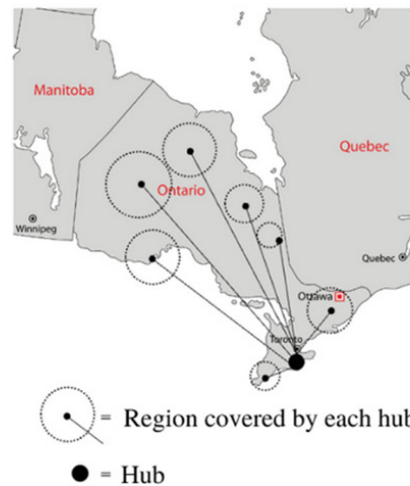 Manitoba
Quebec
Ontario
Winnipeg
Quebec
Ottawa
Toronto
= Region covered by each hub
= Hub